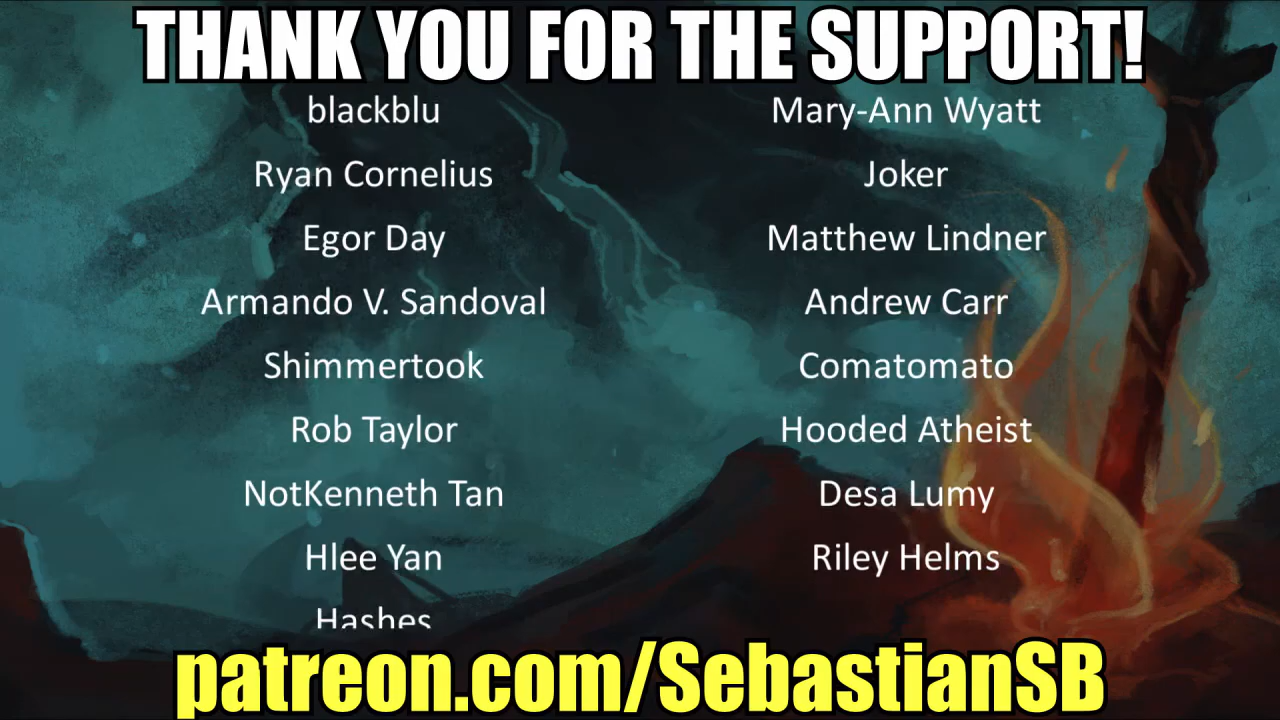 THANK YOU FOR THE SUPPORT!
blackblu
Ryan Cornelius
Egor Day
Armando V. Sandoval
Shimmertook
Rob Taylor
NotKenneth Tan
Hlee Yan
Hashes
Mary-Ann Wyatt
Joker
Matthew Lindner
Andrew Carr
Comatomato
Hooded Atheist
Desa Lumy
Riley Helms
patreon.com/SebastianSB